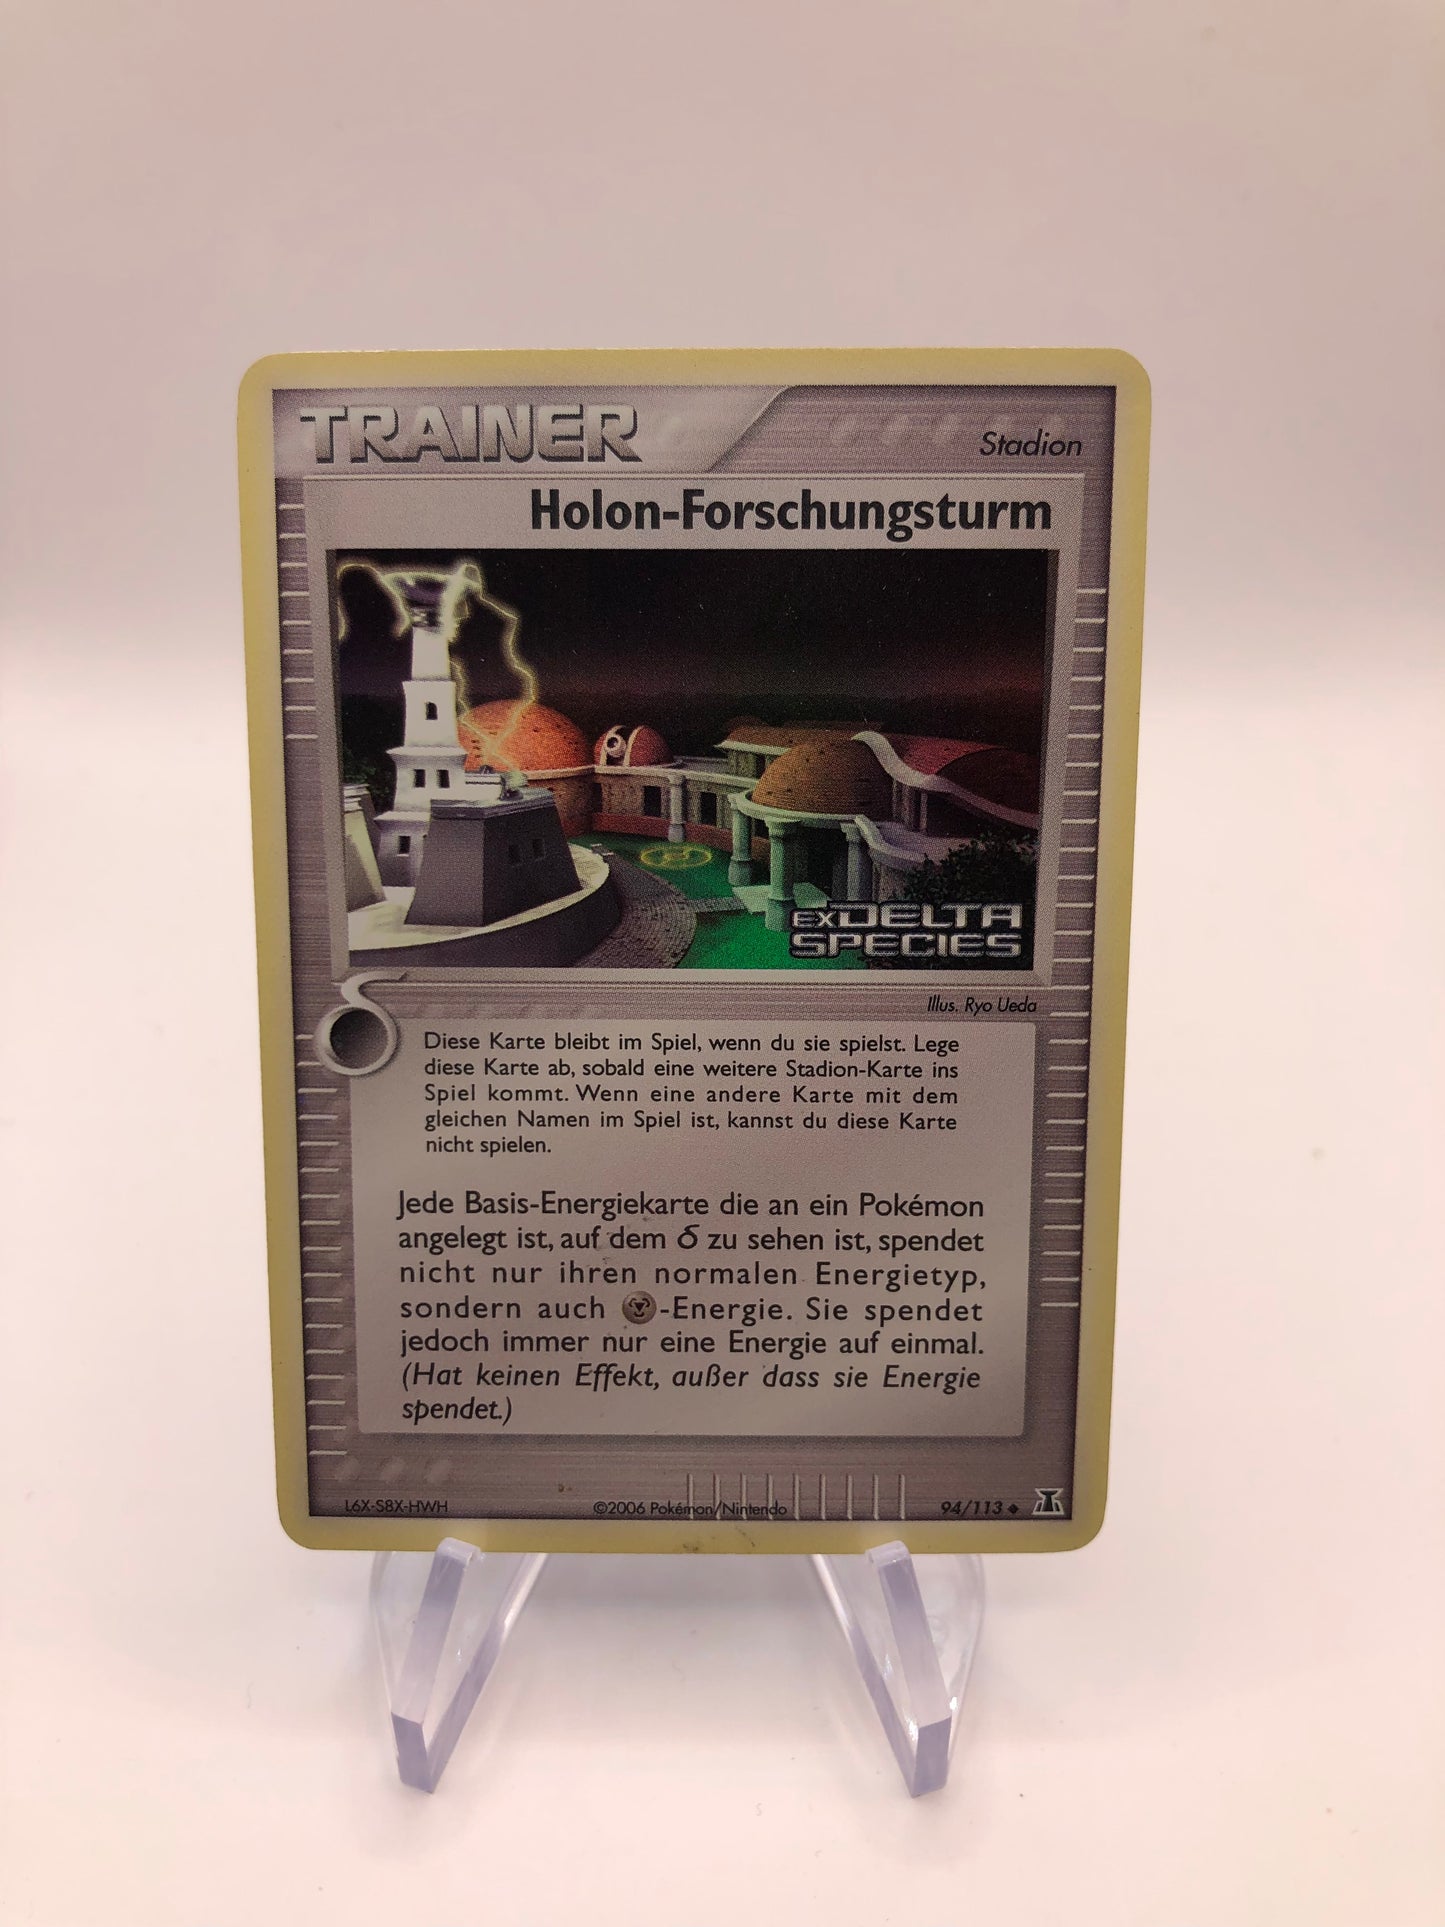 TRAINER
Stadion
Holon-Forschungsturm
EX DELTA
SPECIES
Illus. Ryo Ueda
Diese Karte bleibt im Spiel, wenn du sie spielst. Lege
diese Karte ab, sobald eine weitere Stadion-Karte ins
Spiel kommt. Wenn eine andere Karte mit dem
gleichen Namen im Spiel ist, kannst du diese Karte
nicht spielen.
Jede Basis-Energiekarte die an ein Pokémon
angelegt ist, auf dem δ zu sehen ist, spendet
nicht nur ihren normalen Energietyp,
sondern auch -Energie. Sie spendet
jedoch immer nur eine Energie auf einmal.
(Hat keinen Effekt, außer dass sie Energie
spendet.)
L6X-S8X-HWH
©2006 Pokémon/Nintendo
94/113